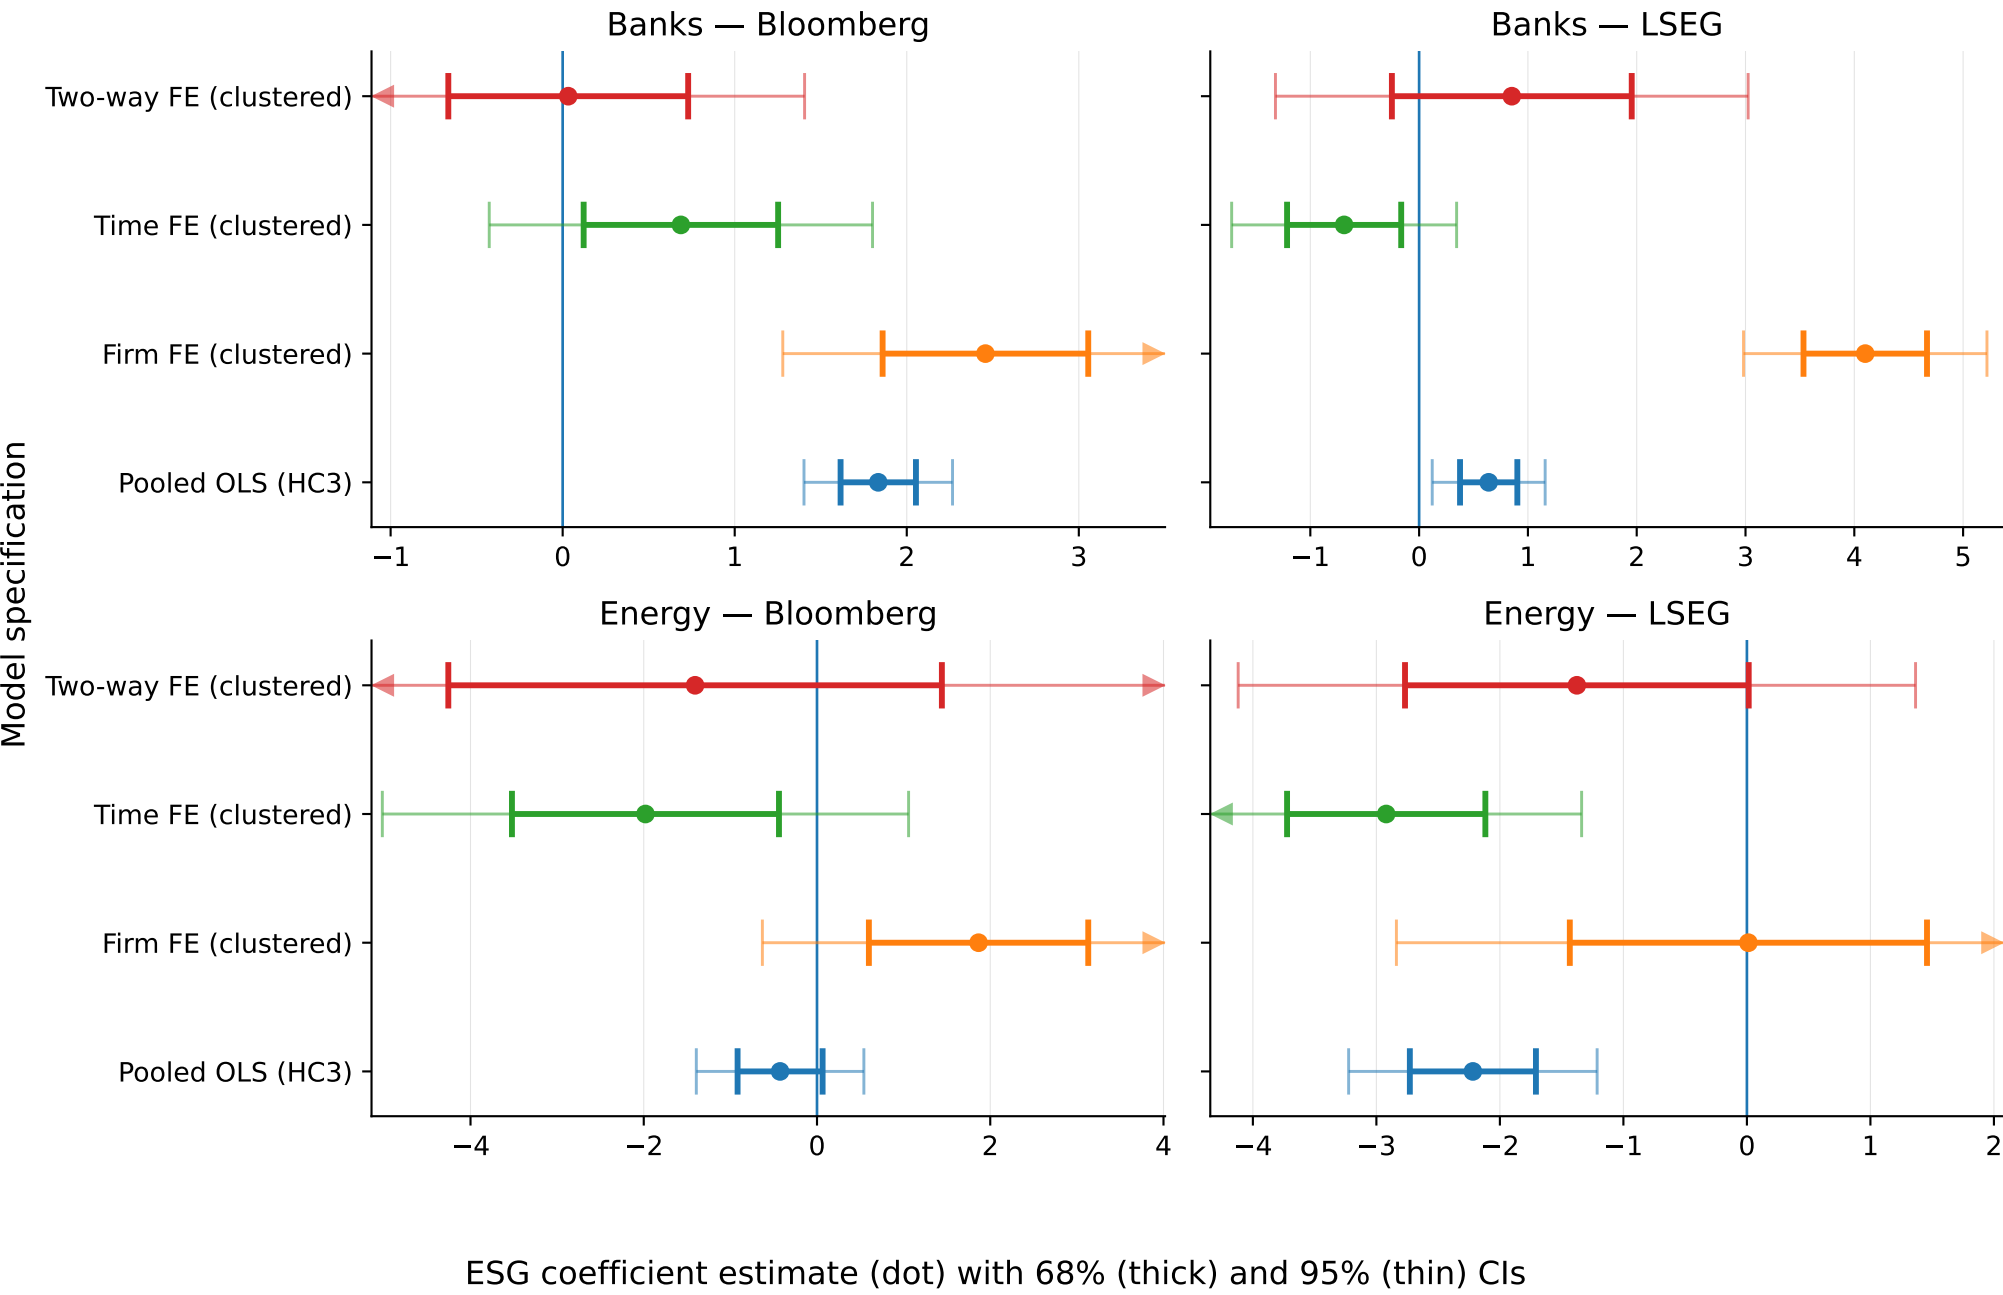 Banks — Bloomberg
Banks — LSEG
Two-way FE (clustered)
Time FE (clustered)
Firm FE (clustered)
Pooled OLS (HC3)
−1 0 1 2 3
−1 0 1 2 3 4 5
Model specification
Energy — Bloomberg
Energy — LSEG
Two-way FE (clustered)
Time FE (clustered)
Firm FE (clustered)
Pooled OLS (HC3)
−4 −2 0 2 4
−4 −3 −2 −1 0 1 2
ESG coefficient estimate (dot) with 68% (thick) and 95% (thin) CIs